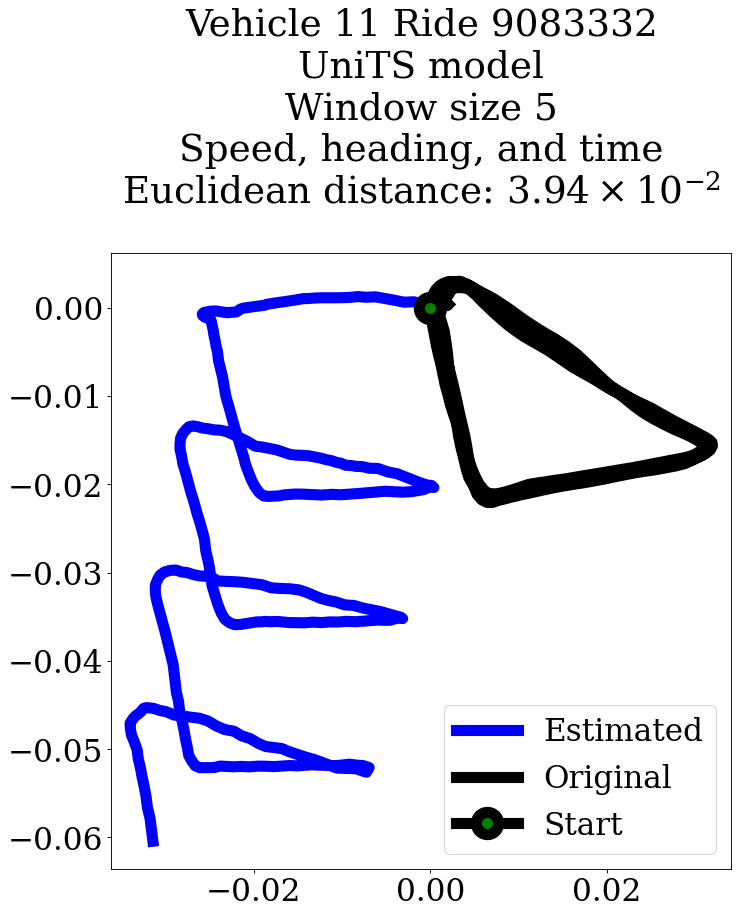 Vehicle 11 Ride 9083332
UniTS model
Window size 5
Speed, heading, and time
Euclidean distance: 3.94 × 10⁻²
0.00
−0.01
−0.02
−0.03
−0.04
−0.05
−0.06
Estimated
Original
Start
−0.02 0.00 0.02